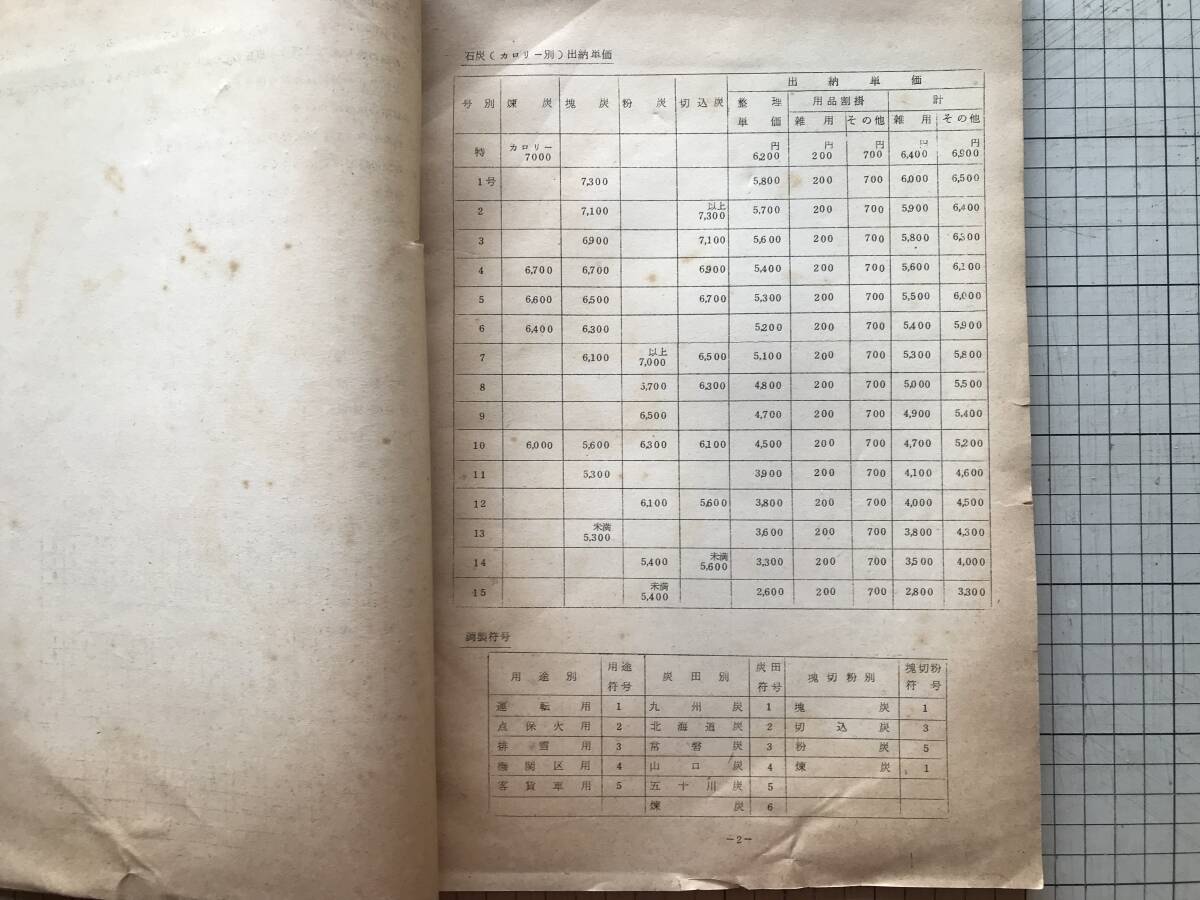 石炭(カロリー別)出納単価
出納単価
号別 煉炭 塊炭 粉炭 切込炭 整理 用品割掛 計
単価 雑用 その他 雑用 その他
カロリー 円 円 円 円 円
特 7000 6,200 200 700 6,400 6,900
1号 7,300 5,800 200 700 6,000 6,500
以上
2 7,100 7,300 5,700 200 700 5,900 6,400
3 6,900 7,100 5,600 200 700 5,800 6,300
4 6,700 6,700 6,900 5,400 200 700 5,600 6,100
5 6,600 6,500 6,700 5,300 200 700 5,500 6,000
6 6,400 6,300 5,200 200 700 5,400 5,900
以上
7 6,100 7,000 6,500 5,100 200 700 5,300 5,800
8 6,700 6,300 4,800 200 700 5,000 5,500
9 6,500 4,700 200 700 4,900 5,400
10 6,000 5,600 6,300 6,100 4,500 200 700 4,700 5,200
11 5,300 3,900 200 700 4,100 4,600
12 6,100 5,600 3,800 200 700 4,000 4,500
未満
13 5,300 3,600 200 700 3,800 4,300
未満
14 5,400 5,600 3,300 200 700 3,500 4,000
未満
15 5,400 2,600 200 700 2,800 3,300
調製符号
用途別 用途 炭田別 炭田 塊切粉別 塊切粉
符号 符号 符号
運転用 1 九州炭 1 塊炭 1
点保火用 2 北海道炭 2 切込炭 3
排雪用 3 常磐炭 3 粉炭 5
機関区用 4 山口炭 4 煉炭 1
客貨車用 5 五十川炭 5
煉炭 6
-2-